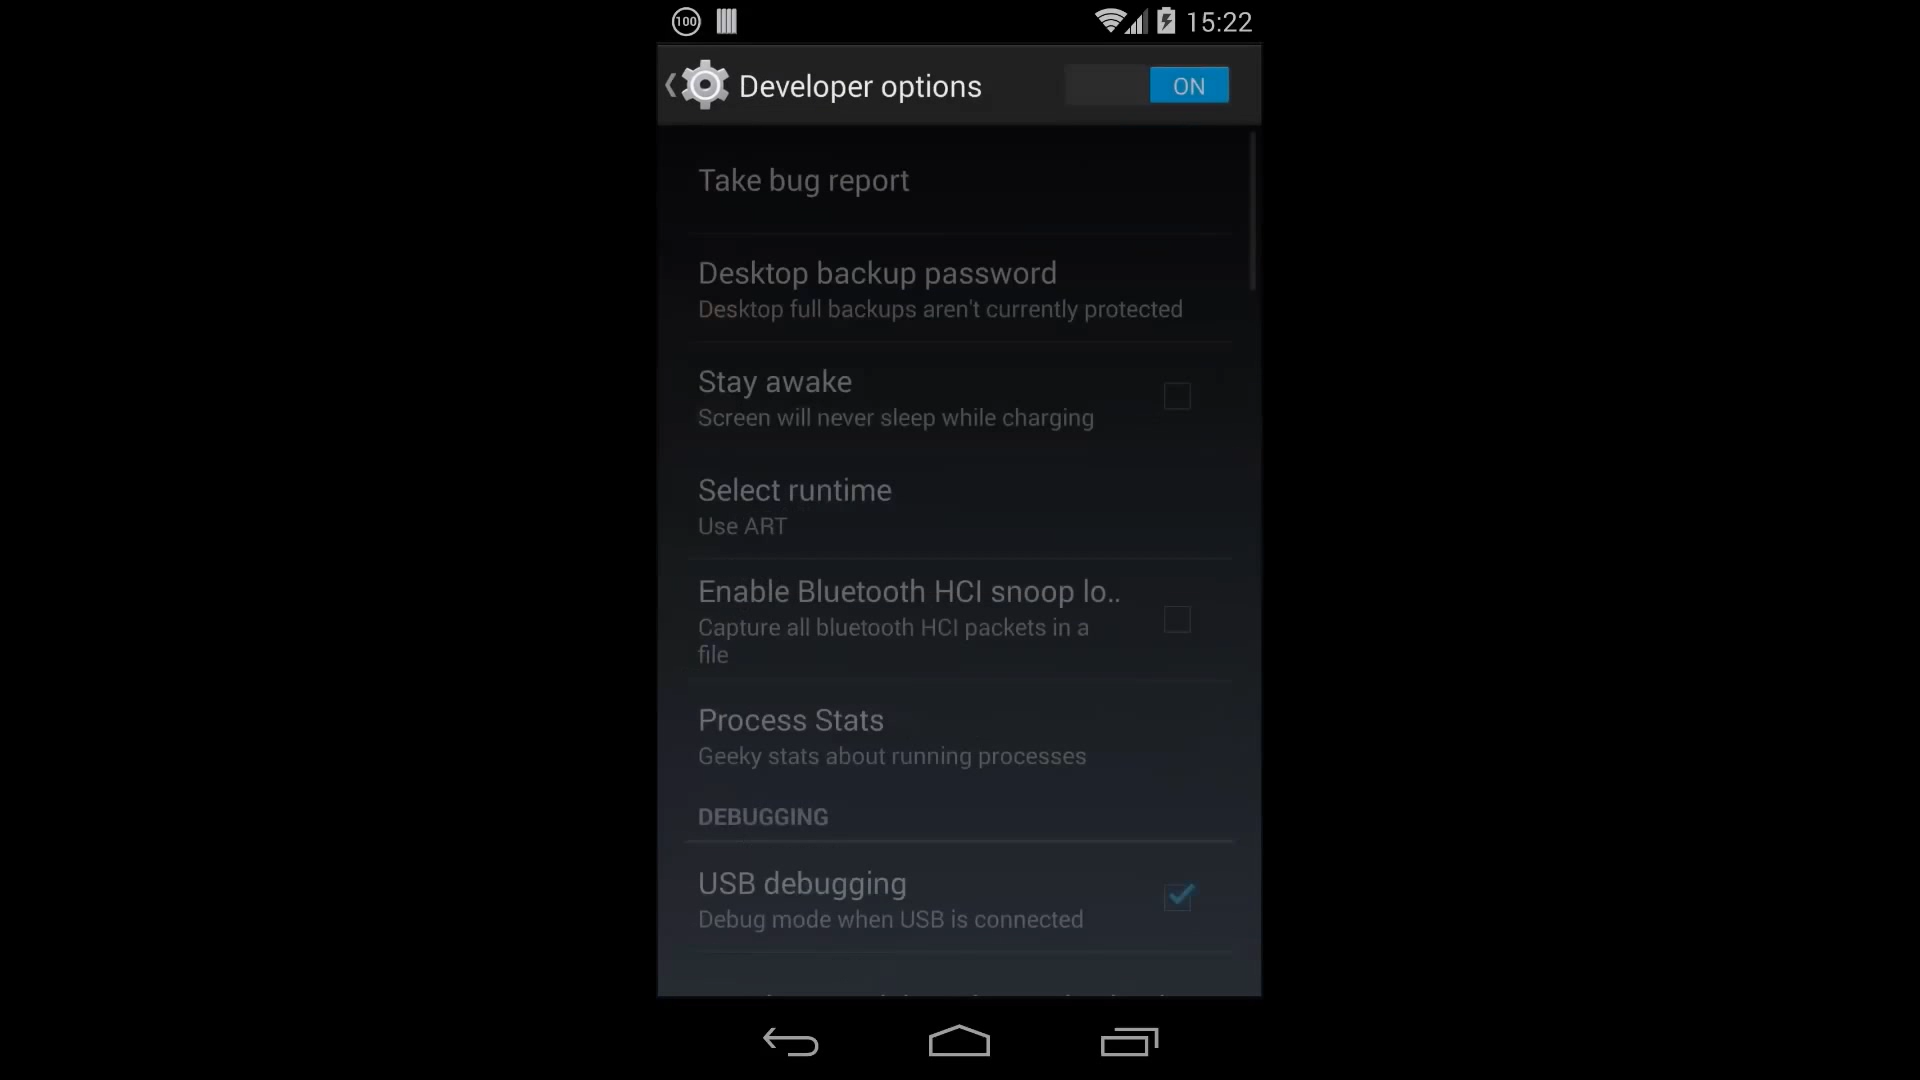 100
15:22
Developer options
ON
Take bug report
Desktop backup password
Desktop full backups aren't currently protected
Stay awake
Screen will never sleep while charging
Select runtime
Use ART
Enable Bluetooth HCI snoop lo..
Capture all bluetooth HCI packets in a
file
Process Stats
Geeky stats about running processes
DEBUGGING
USB debugging
Debug mode when USB is connected